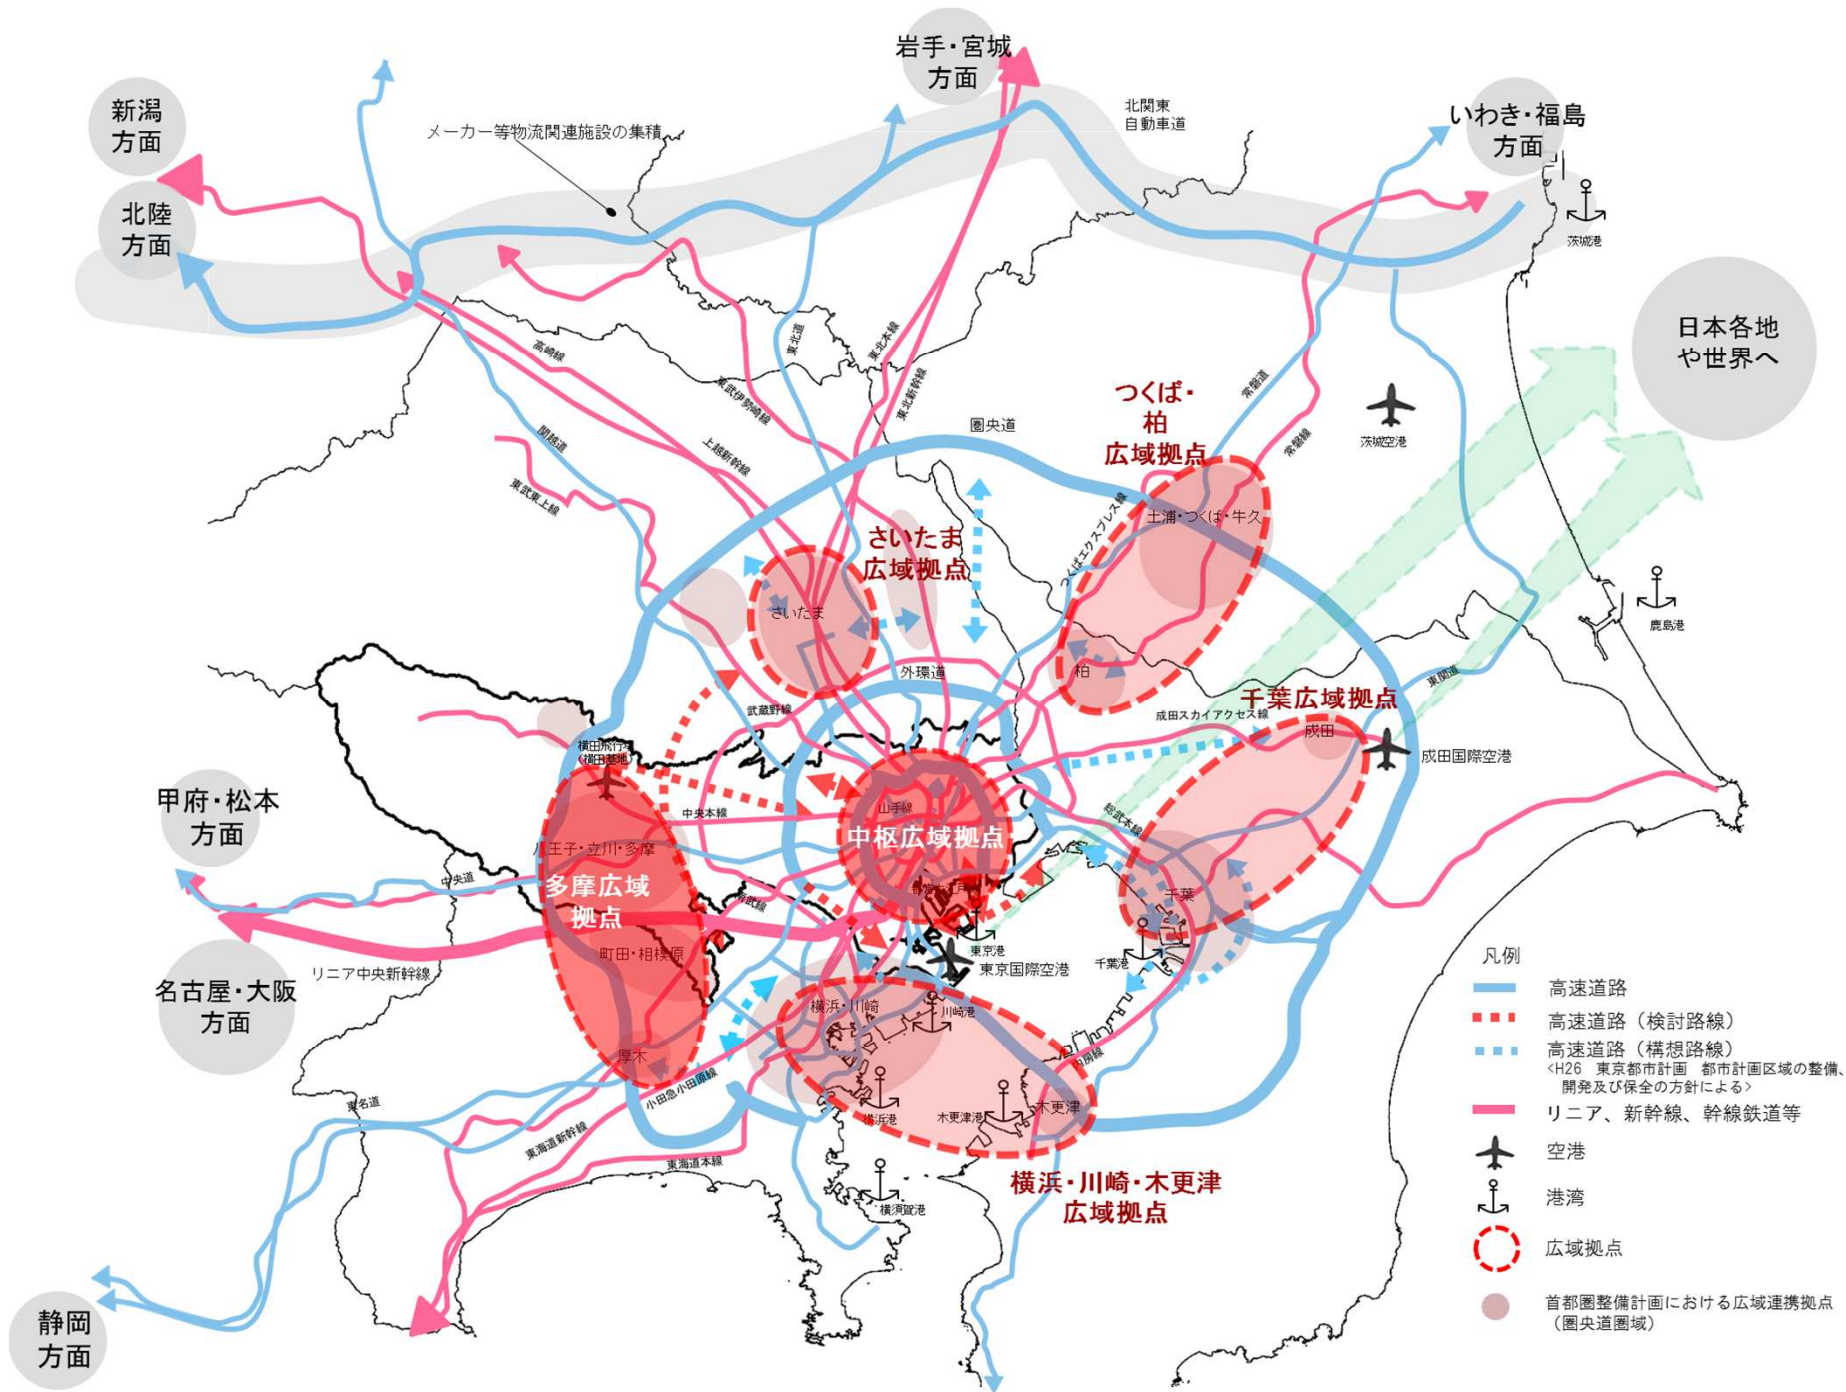 岩手・宮城
方面
新潟
方面
メーカー等物流関連施設の集積
北関東
自動車道
いわき・福島
方面
北陸
方面
茨城港
日本各地
や世界へ
高崎線
東北道
東北本線
東武伊勢崎線
東北新幹線
常磐道
つくば・
柏
広域拠点
茨城空港
関越道
上越新幹線
圏央道
常磐線
東武東上線
つくばエクスプレス線
土浦・つくば・牛久
さいたま
広域拠点
さいたま
鹿島港
外環道
柏
東関道
武蔵野線
千葉広域拠点
成田スカイアクセス線
成田
横田飛行場
(横田基地)
成田国際空港
甲府・松本
方面
中央本線
山手線
総武本線
中枢広域拠点
八王子・立川・多摩
中央道
多摩広域
拠点
南武線
千葉
町田・相模原
東京港
千葉港
東京国際空港
リニア中央新幹線
名古屋・大阪
方面
横浜・川崎
川崎港
厚木
内房線
小田急小田原線
東名道
横浜港
木更津港
木更津
東海道新幹線
東海道本線
横浜・川崎・木更津
広域拠点
横須賀港
静岡
方面
凡例
高速道路
高速道路（検討路線）
高速道路（構想路線）
<H26　東京都市計画　都市計画区域の整備、
開発及び保全の方針による>
リニア、新幹線、幹線鉄道等
空港
港湾
広域拠点
首都圏整備計画における広域連携拠点
（圏央道圏域）